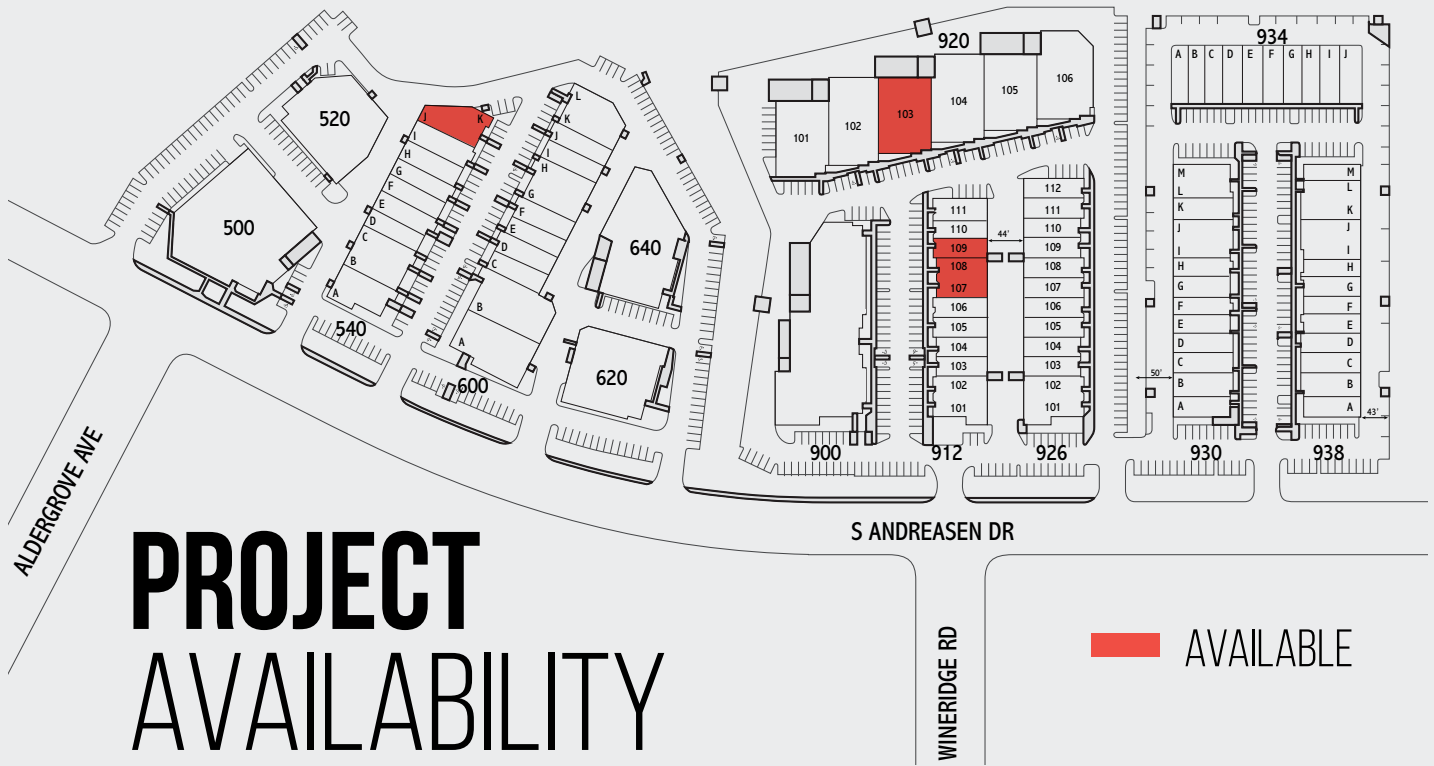 920
934
A B C D E F G H I J
106
105
104
103
102
101
520
J K
I
H
G
F
E
D
C
B
A
540
L
K
J
I
H
G
F
E
D
C
B
A
600
500
640
620
900
111
110
109
108
107
106
105
104
103
102
101
912
44'
112
111
110
109
108
107
106
105
104
103
102
101
926
50'
M
L
K
J
I
H
G
F
E
D
C
B
A
930
M
L
K
J
I
H
G
F
E
D
C
B
A
938
43'
ALDERGROVE AVE
S ANDREASEN DR
WINERIDGE RD
PROJECT
AVAILABILITY
AVAILABLE